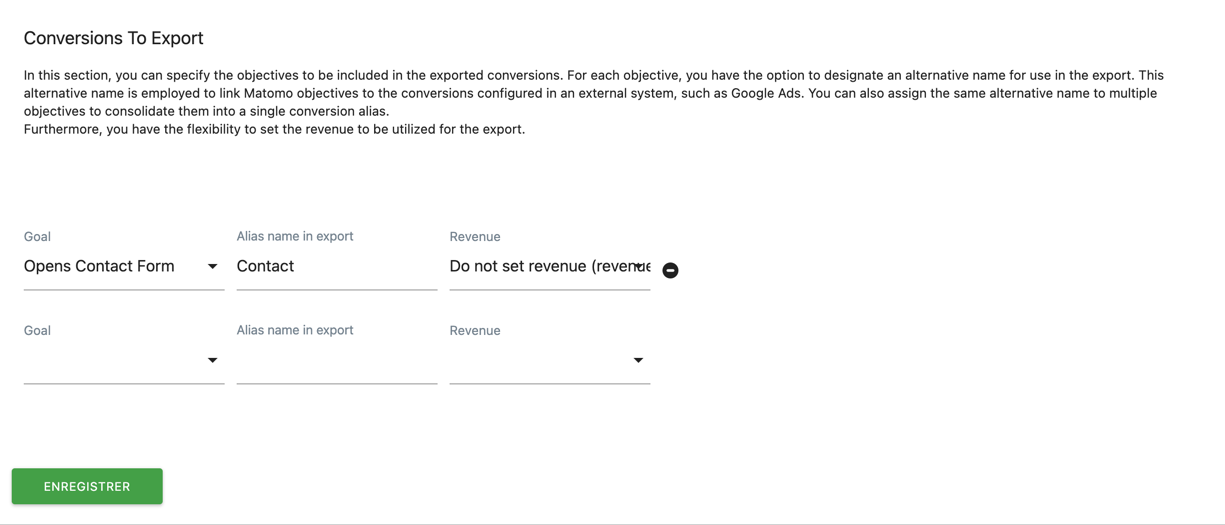 Conversions To Export
In this section, you can specify the objectives to be included in the exported conversions. For each objective, you have the option to designate an alternative name for use in the export. This
alternative name is employed to link Matomo objectives to the conversions configured in an external system, such as Google Ads. You can also assign the same alternative name to multiple
objectives to consolidate them into a single conversion alias.
Furthermore, you have the flexibility to set the revenue to be utilized for the export.
Goal Alias name in export Revenue
Opens Contact Form Contact Do not set revenue (revenue
Goal Alias name in export Revenue
ENREGISTRER